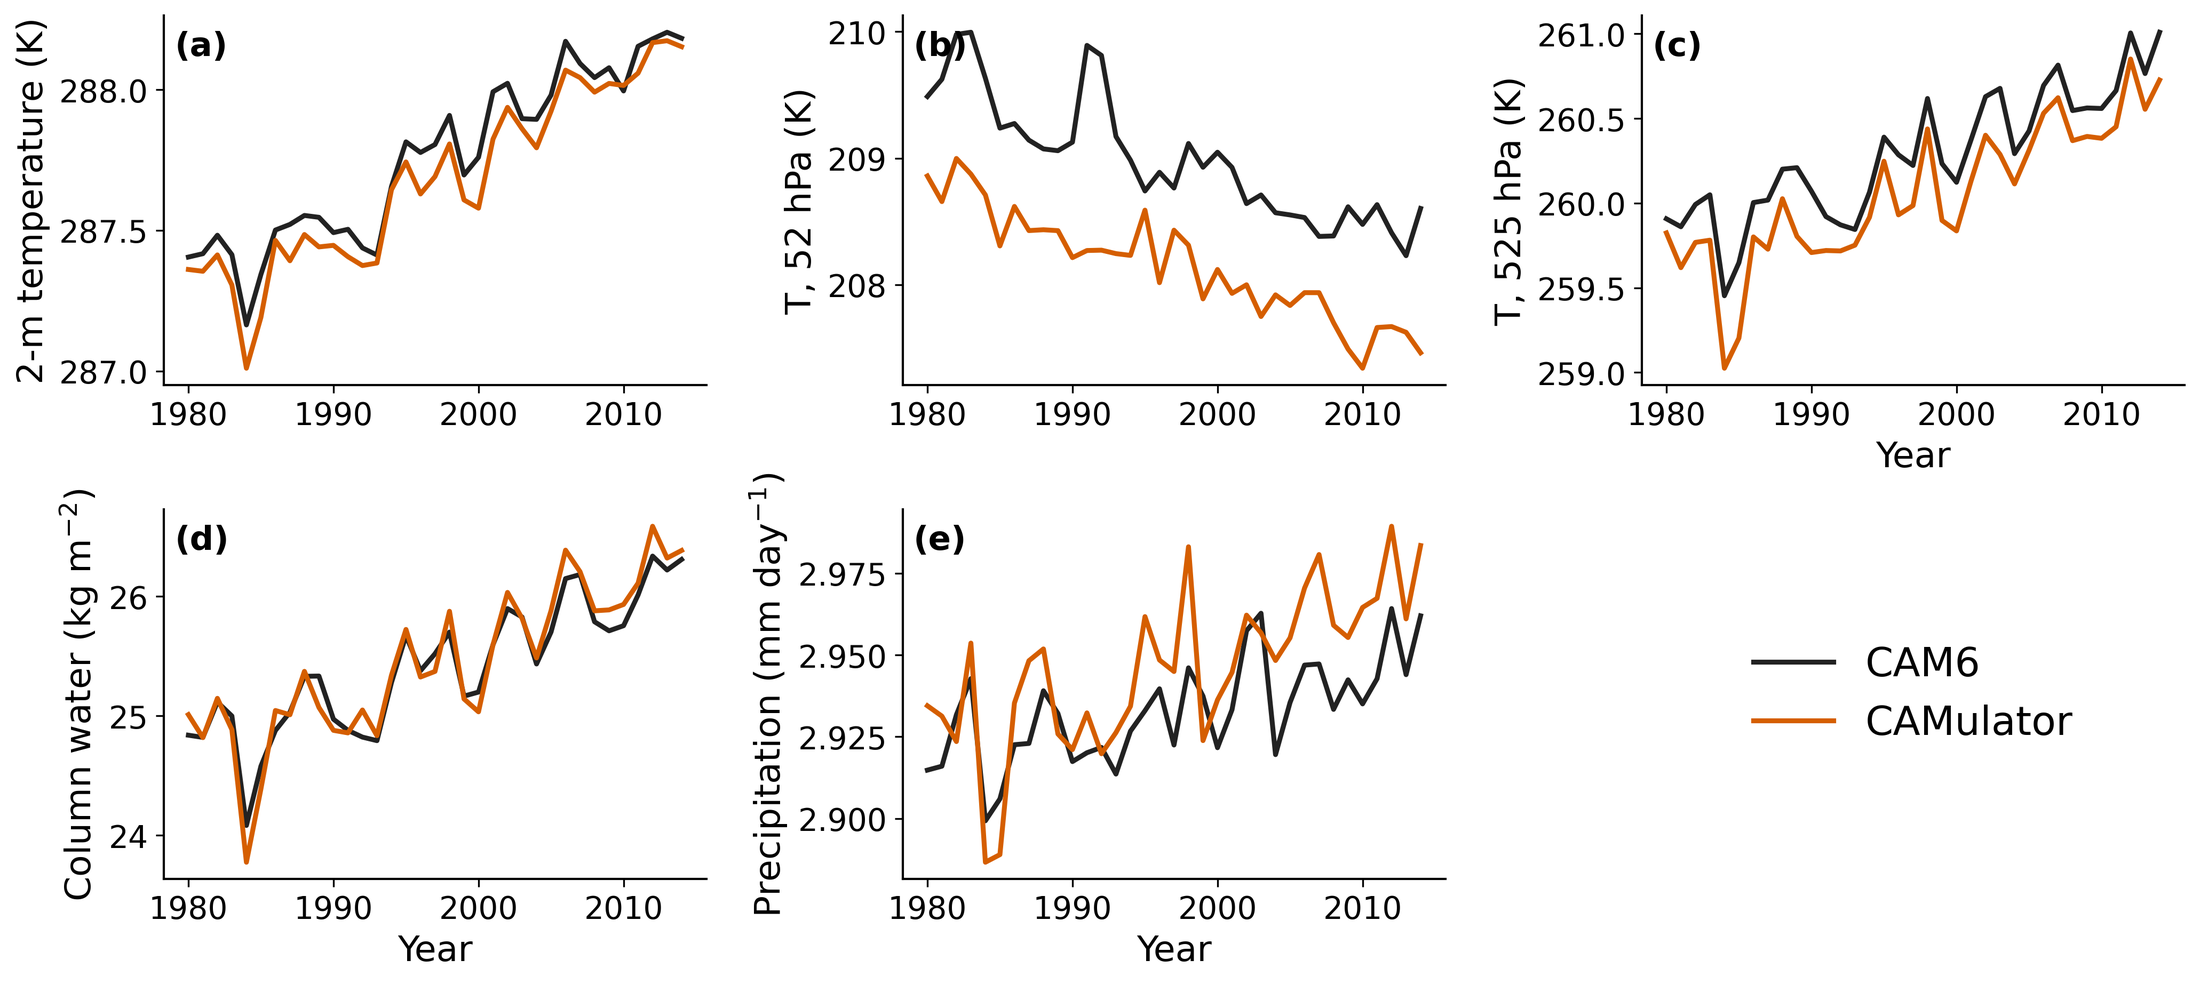 (a)
2-m temperature (K)
288.0
287.5
287.0
1980 1990 2000 2010
(b)
T, 52 hPa (K)
210
209
208
1980 1990 2000 2010
(c)
T, 525 hPa (K)
261.0
260.5
260.0
259.5
259.0
1980 1990 2000 2010
Year
(d)
Column water (kg m⁻²)
26
25
24
1980 1990 2000 2010
Year
(e)
Precipitation (mm day⁻¹)
2.975
2.950
2.925
2.900
1980 1990 2000 2010
Year
CAM6
CAMulator